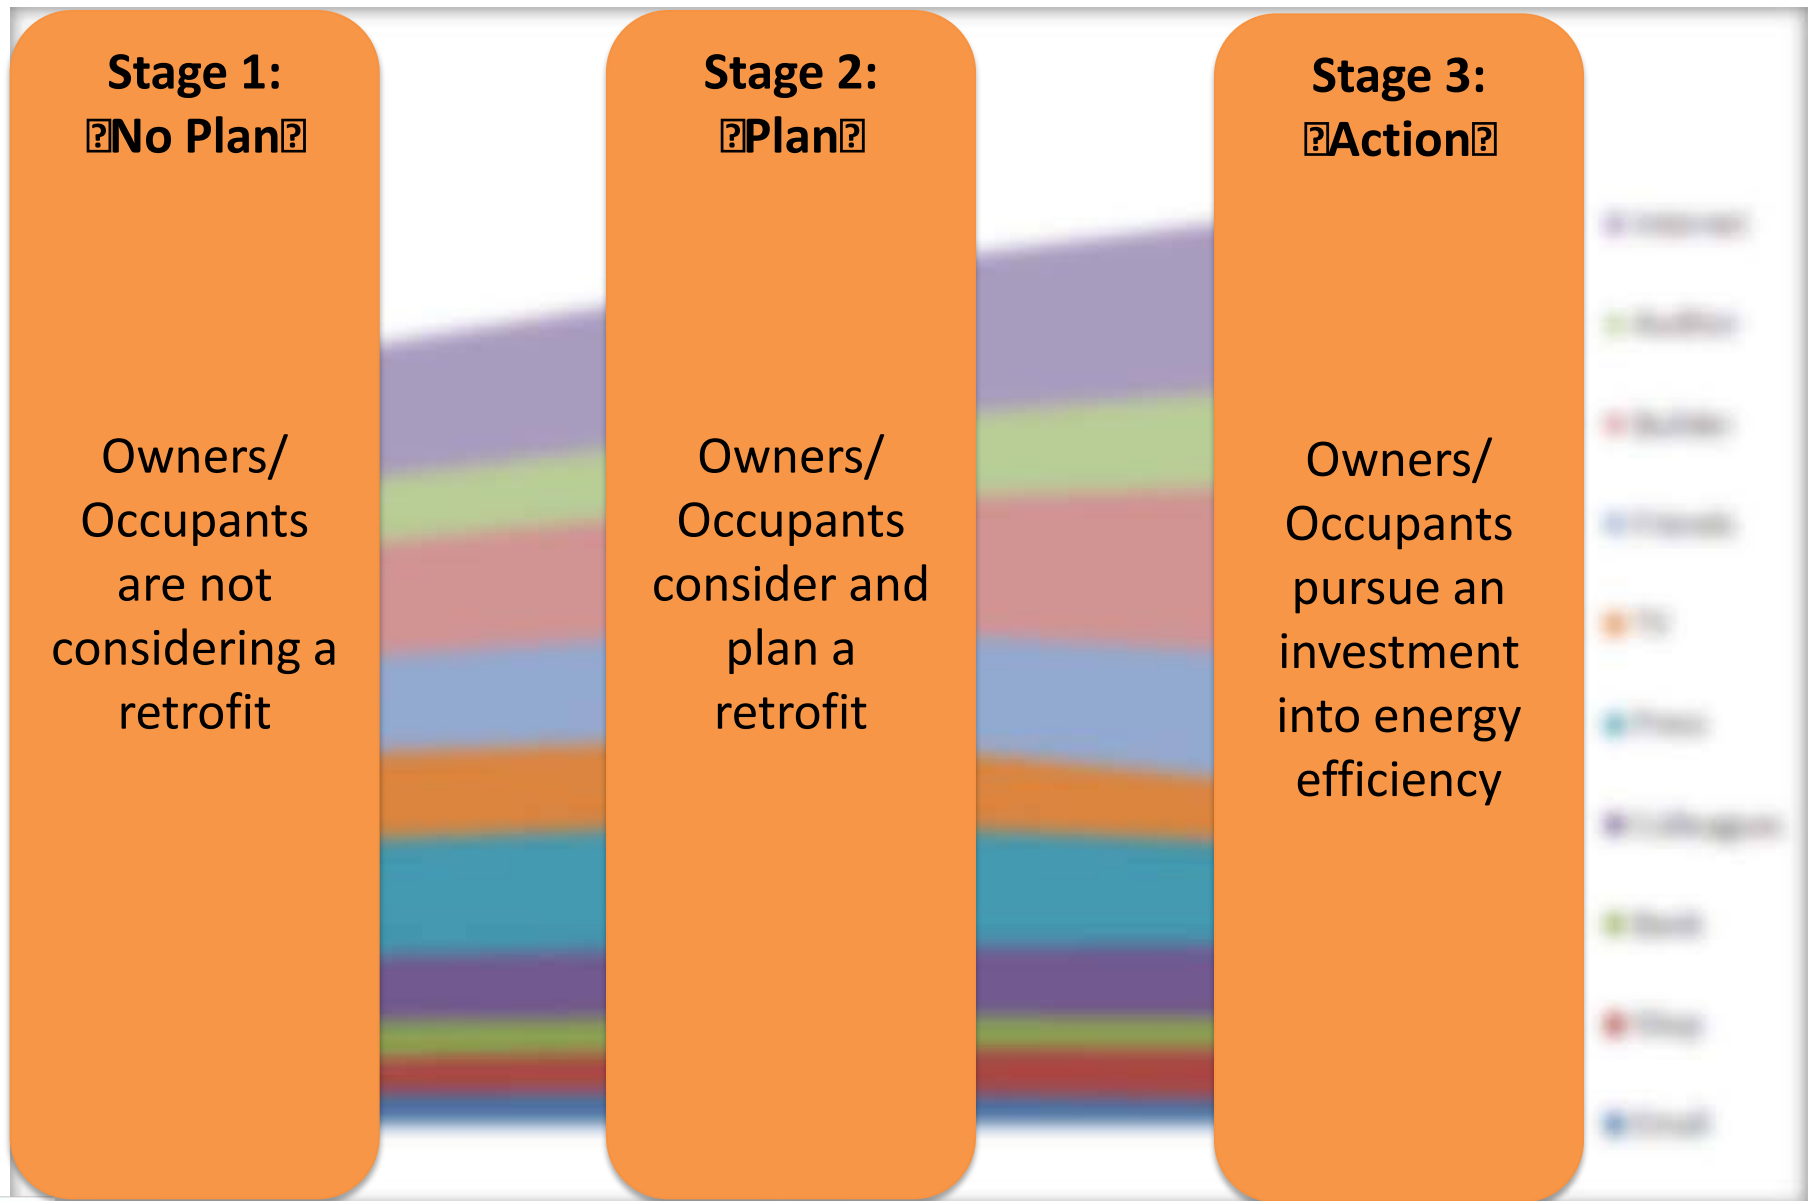 Stage 1:
⍰No Plan⍰
Owners/
Occupants
are not
considering a
retrofit
Stage 2:
⍰Plan⍰
Owners/
Occupants
consider and
plan a
retrofit
Stage 3:
⍰Action⍰
Owners/
Occupants
pursue an
investment
into energy
efficiency